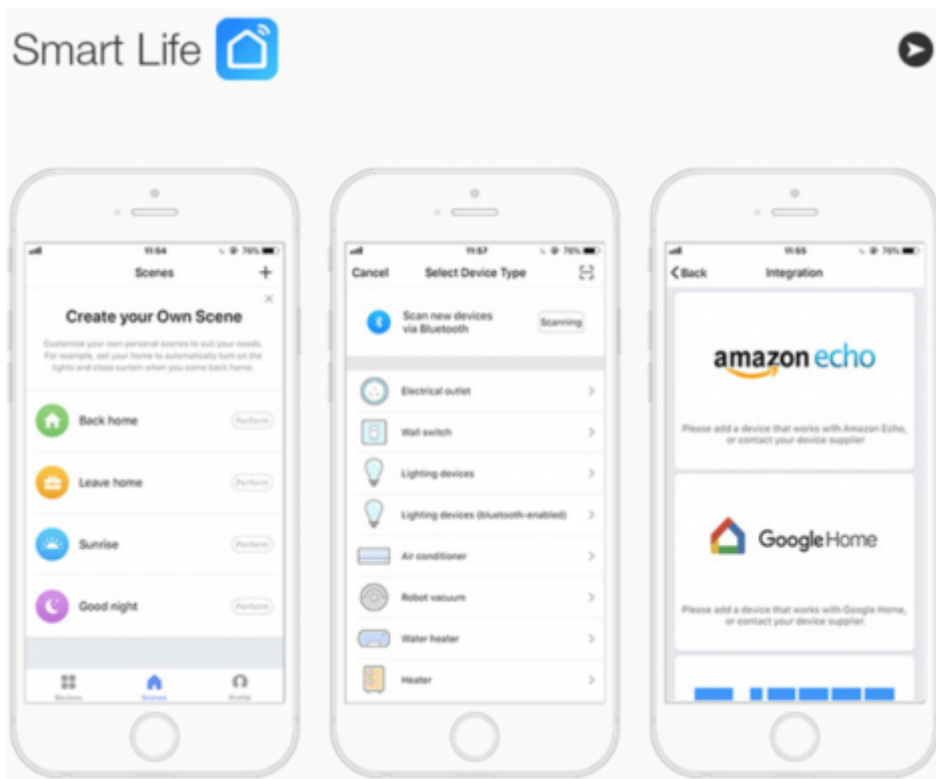 Smart Life
11:54
76%
Scenes
+
Create your Own Scene
Customize your own personal scenes to suit your needs.
For example, set your home to automatically turn on the
lights and close curtain when you come back home.
Back home
Perform
Leave home
Perform
Sunrise
Perform
Good night
Perform
Devices
Scenes
Profile
11:57
76%
Cancel
Select Device Type
Scan new devices
via Bluetooth
Scanning
Electrical outlet
Wall switch
Lighting devices
Lighting devices (bluetooth-enabled)
Air conditioner
Robot vacuum
Water heater
Heater
11:55
76%
Back
Integration
amazon echo
Please add a device that works with Amazon Echo,
or contact your device supplier
Google Home
Please add a device that works with Google Home,
or contact your device supplier.